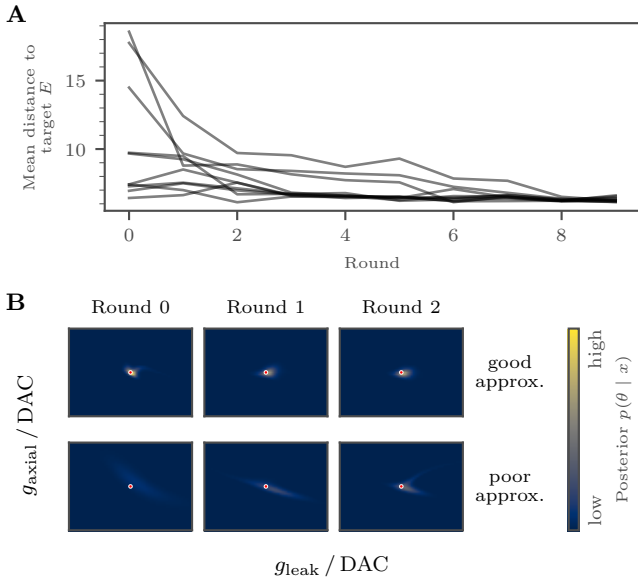 A
Mean distance to
target E
15
10
0
2
4
6
8
Round
B
Round 0
Round 1
Round 2
good
approx.
poor
approx.
g_axial / DAC
g_leak / DAC
high
low
Posterior p(θ | x)